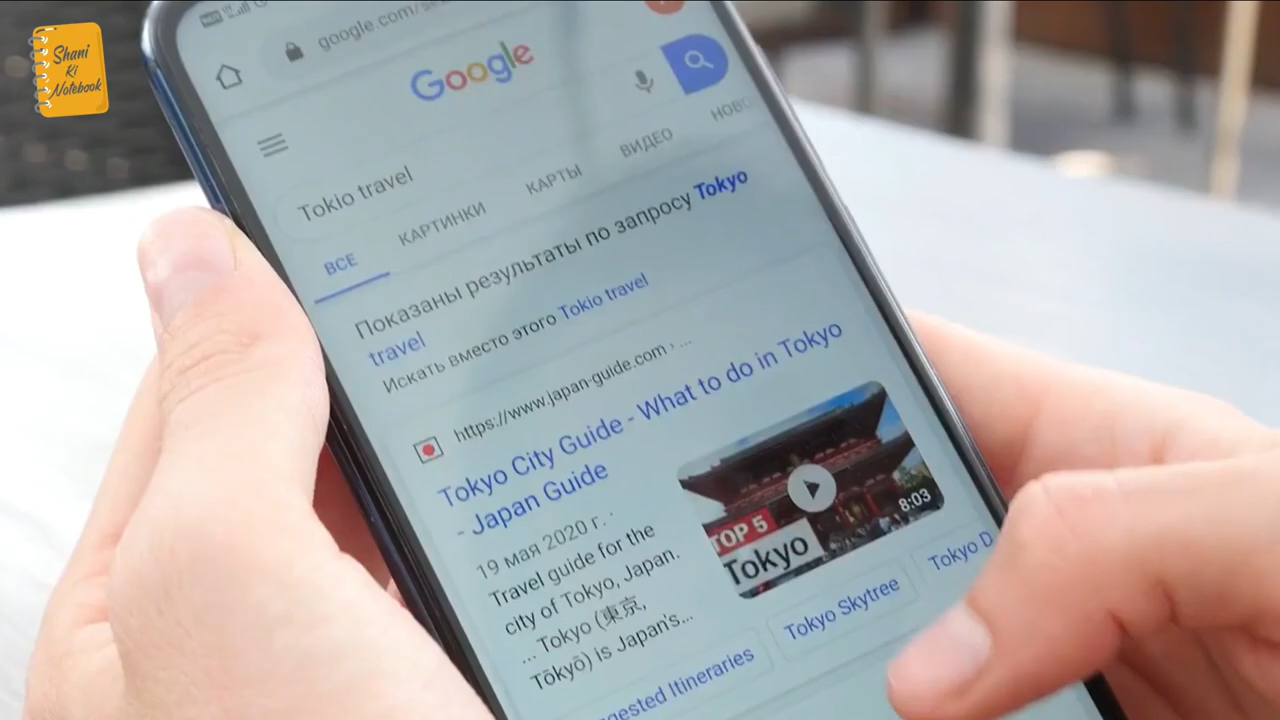 Shani
Ki
Notebook
google.com/se
Google
Tokio travel
ВСЕ
КАРТИНКИ
КАРТЫ
ВИДЕО
НОВО
Показаны результаты по запросу Tokyo
travel
Искать вместо этого Tokio travel
https://www.japan-guide.com › ...
Tokyo City Guide - What to do in Tokyo
- Japan Guide
19 мая 2020 г. ·
Travel guide for the
city of Tokyo, Japan.
... Tokyo (東京,
Tōkyō) is Japan's...
TOP 5
Tokyo
8:03
gested Itineraries
Tokyo Skytree
Tokyo D